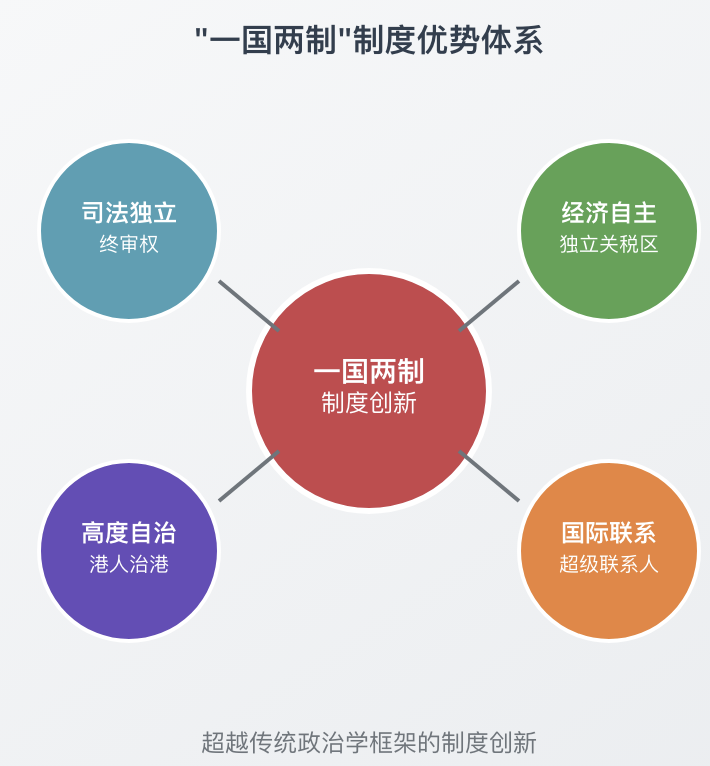 "一国两制"制度优势体系
司法独立
终审权
经济自主
独立关税区
一国两制
制度创新
高度自治
港人治港
国际联系
超级联系人
超越传统政治学框架的制度创新